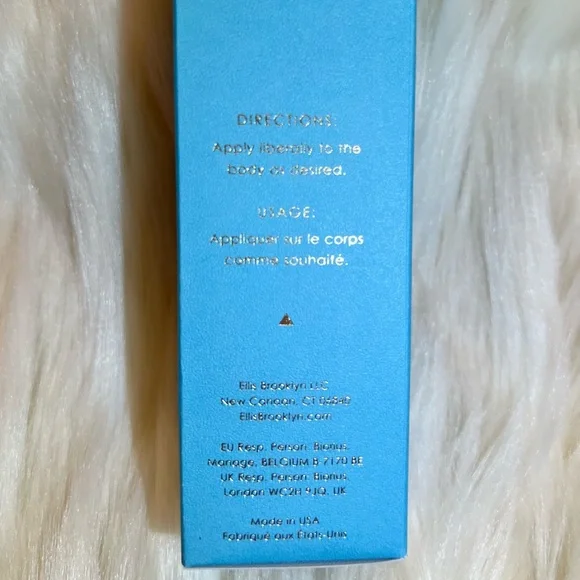 DIRECTIONS:
Apply liberally to the
body as desired.
USAGE:
Appliquer sur le corps
comme souhaité.
Ellis Brooklyn LLC
New Canaan, CT 06840
EllisBrooklyn.com
EU Resp. Person. Bionus.
Manage, BELGIUM B 7170 BE
UK Resp. Person. Bionus.
London WC2H 9JQ, UK
Made in USA
Fabriqué aux États-Unis